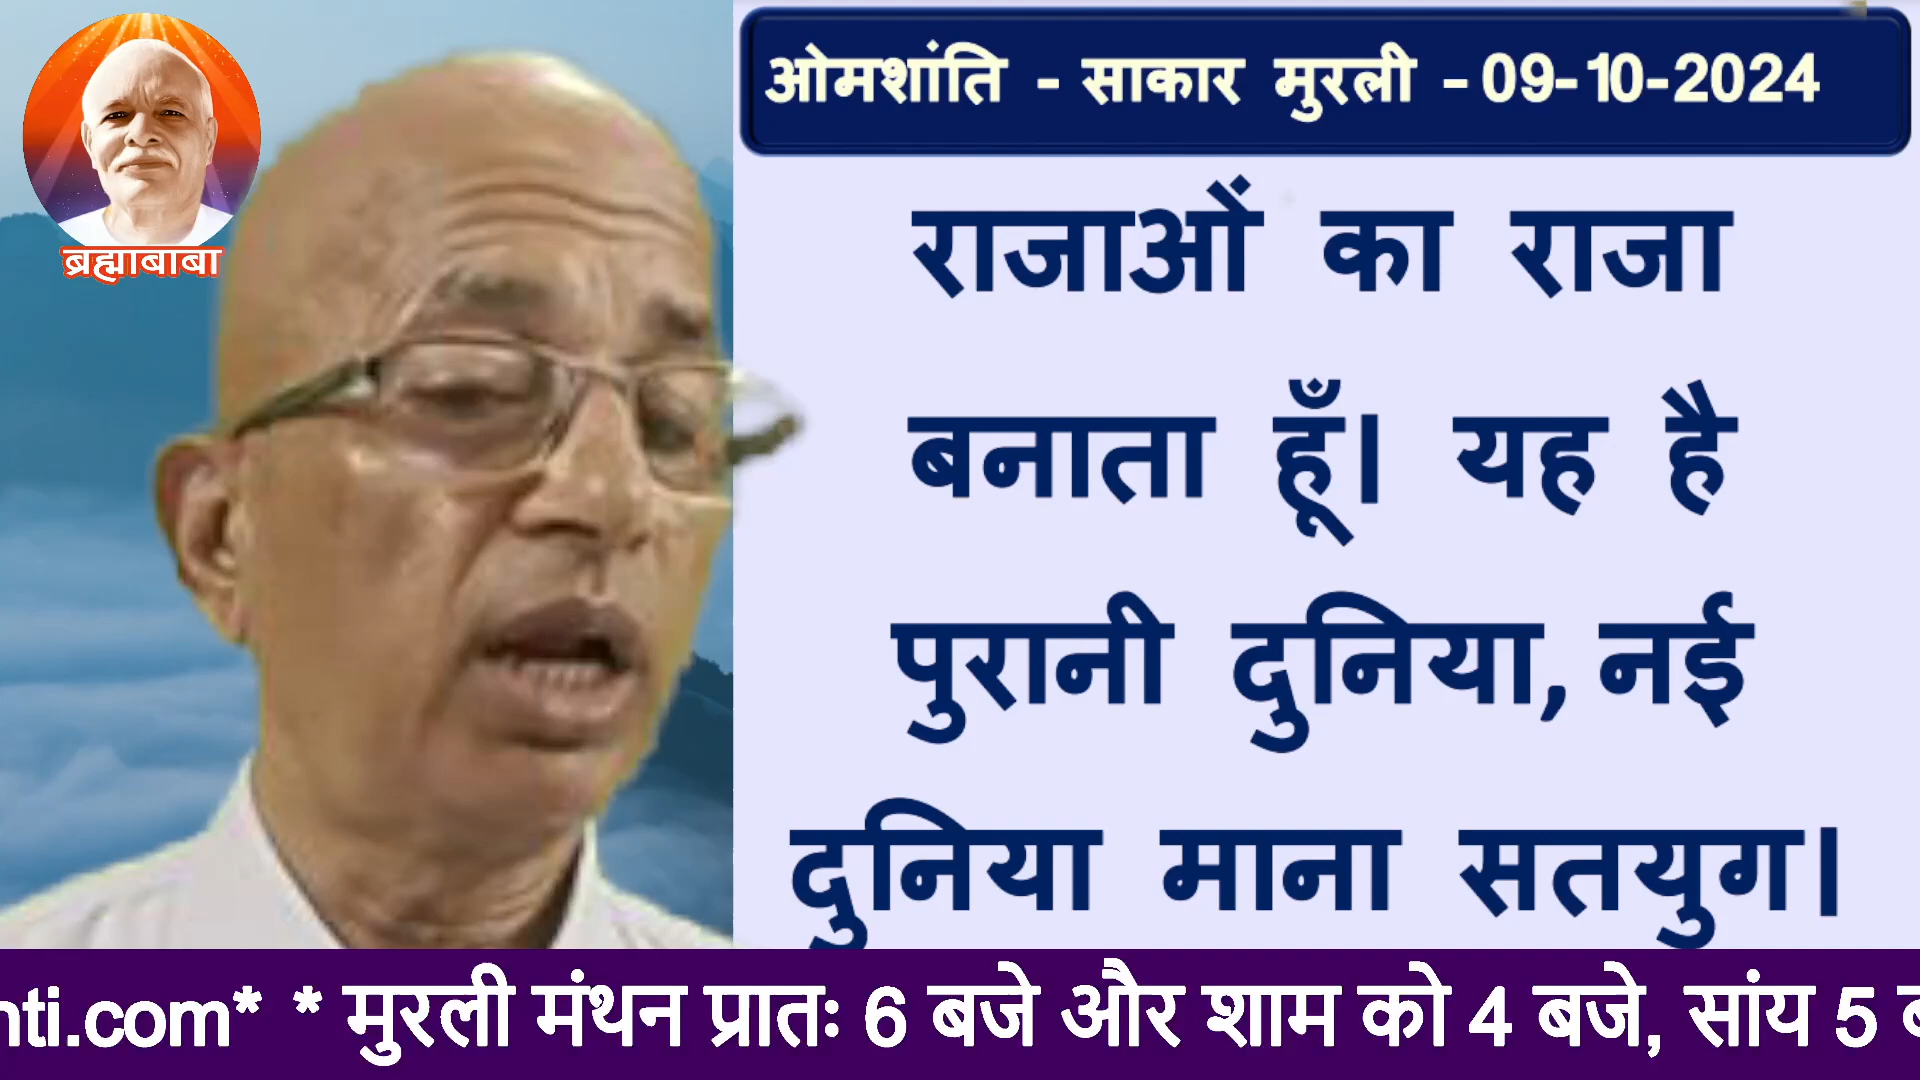 ब्रह्माबाबा
ओमशांति - साकार मुरली - 09-10-2024
राजाओं का राजा
बनाता हूँ। यह है
पुरानी दुनिया, नई
दुनिया माना सतयुग।
nti.com* * मुरली मंथन प्रातः 6 बजे और शाम को 4 बजे, सांय 5